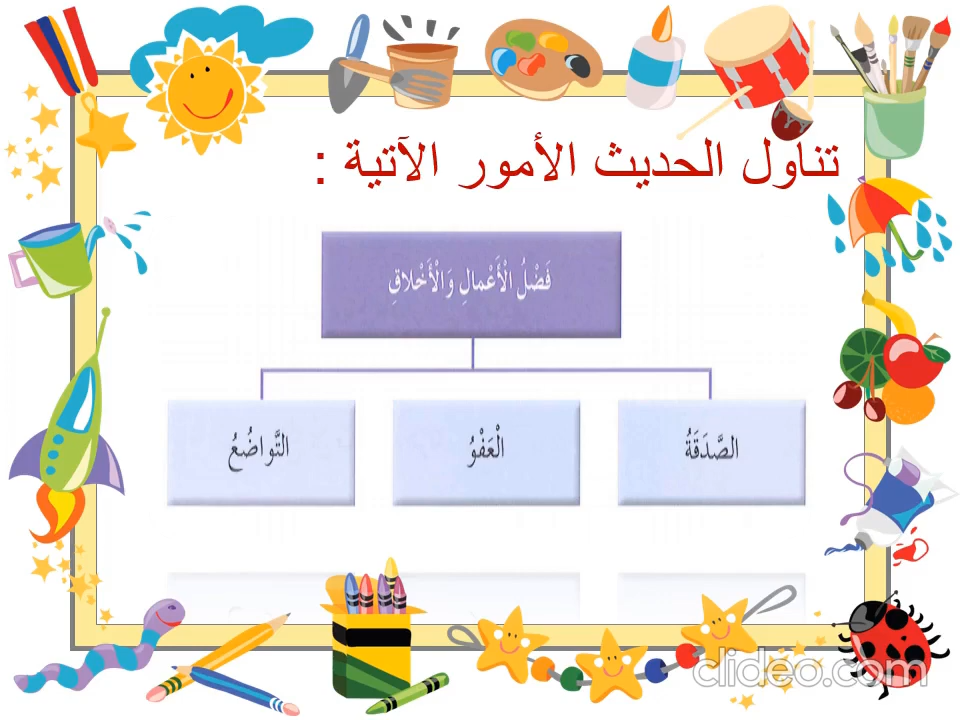 تناول الحديث الأمور الآتية :
فَضْلُ الْأَعْمالِ وَالْأَخْلاقِ
الصَّدَقَةُ
الْعَفْوُ
التَّواضُعُ
clideo.com